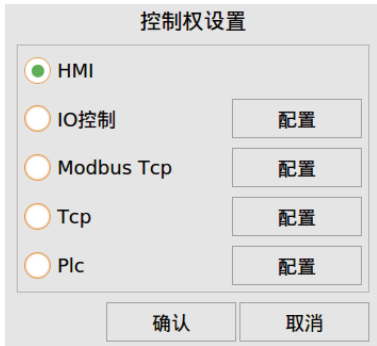 控制权设置
HMI
IO控制 配置
Modbus Tcp 配置
Tcp 配置
Plc 配置
确认 取消